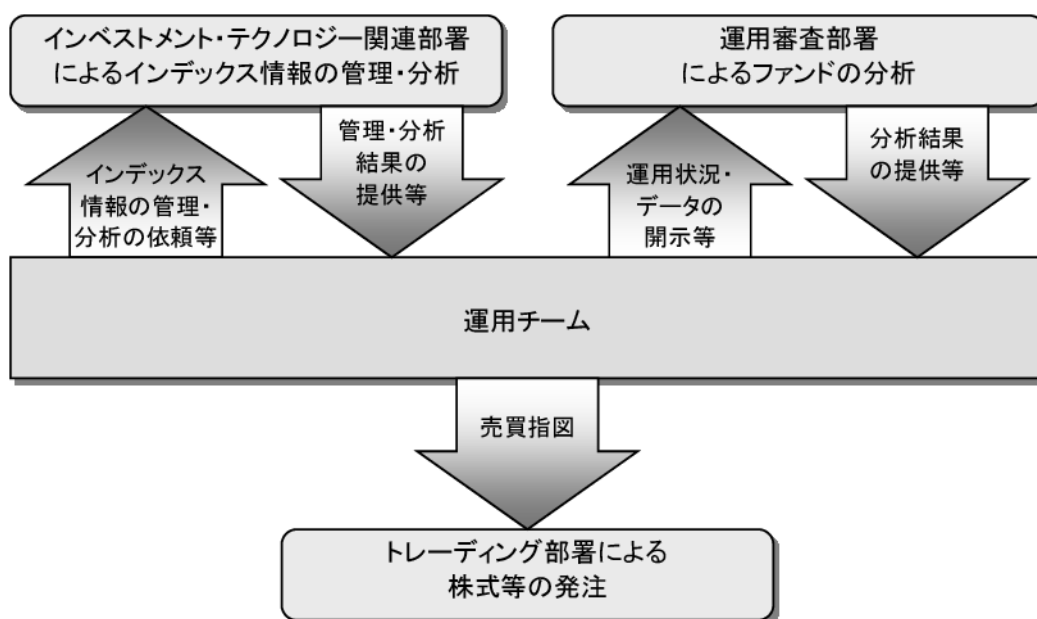 インベストメント・テクノロジー関連部署
によるインデックス情報の管理・分析
運用審査部署
によるファンドの分析
インデックス
情報の管理・
分析の依頼等
管理・分析
結果の
提供等
運用状況・
データの
開示等
分析結果
の提供等
運用チーム
売買指図
トレーディング部署による
株式等の発注